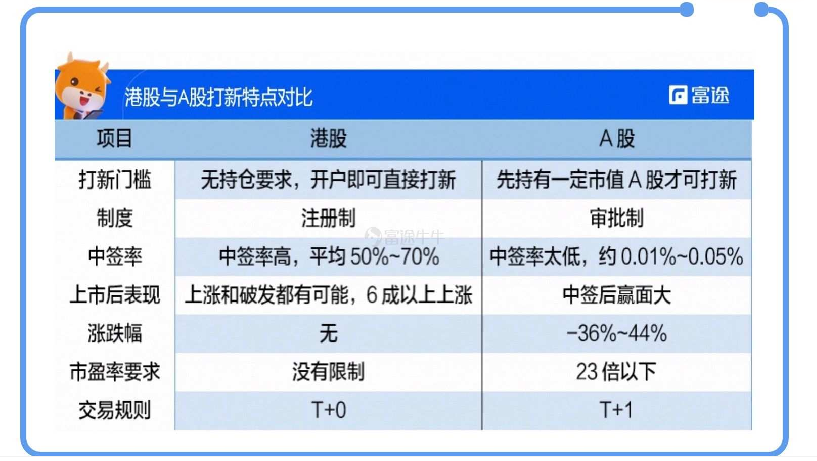 港股与A股打新特点对比
富途
项目 港股 A股
打新门槛 无持仓要求，开户即可直接打新 先持有一定市值A股才可打新
制度 注册制 审批制
富途牛牛
中签率 中签率高，平均50%~70% 中签率太低，约0.01%~0.05%
上市后表现 上涨和破发都有可能，6成以上上涨 中签后赢面大
涨跌幅 无 -36%~44%
市盈率要求 没有限制 23倍以下
交易规则 T+0 T+1